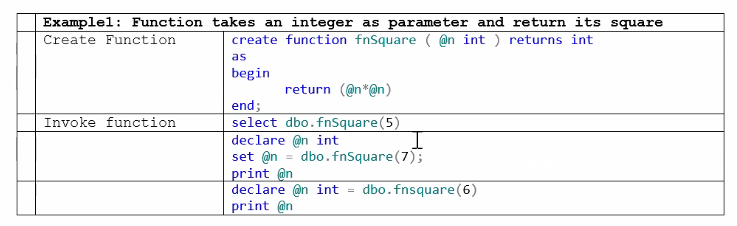 Example1: Function takes an integer as parameter and return its square
Create Function
create function fnSquare ( @n int ) returns int
as
begin
return (@n*@n)
end;
Invoke function
select dbo.fnSquare(5)
declare @n int
set @n = dbo.fnSquare(7);
print @n
declare @n int = dbo.fnsquare(6)
print @n